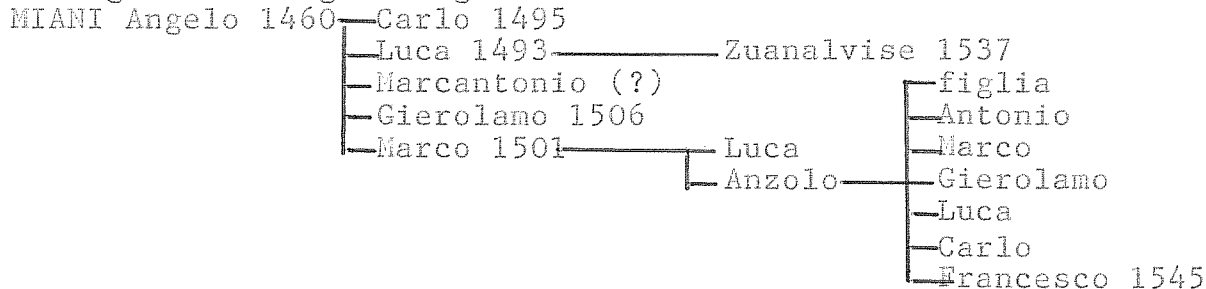 MIANI Angelo 1460 Carlo 1495
Luca 1493 Zuanalvise 1537
Marcantonio (?) figlia
Gierolamo 1506 Antonio
Marco 1501 Luca Marco
Anzolo Gierolamo
Luca
Carlo
Francesco 1545